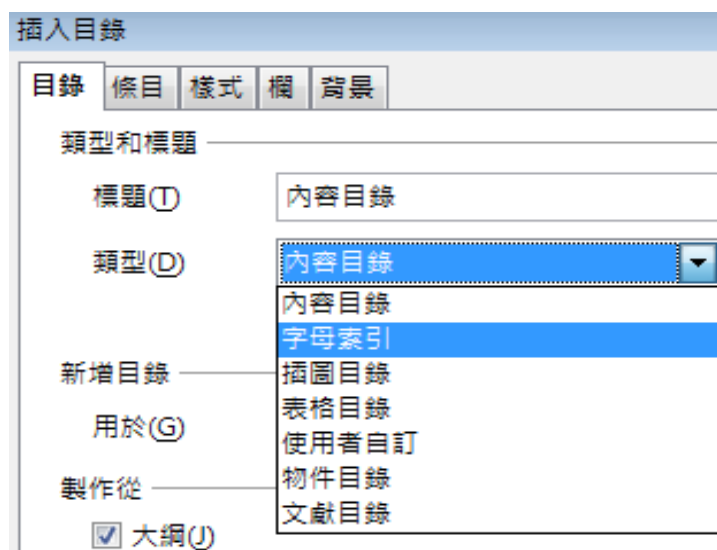 插入目錄
目錄 條目 樣式 欄 背景
類型和標題
標題(T) 內容目錄
類型(D) 內容目錄
內容目錄
字母索引
新增目錄 插圖目錄
表格目錄
用於(G) 使用者自訂
物件目錄
製作從
文獻目錄
大綱(J)